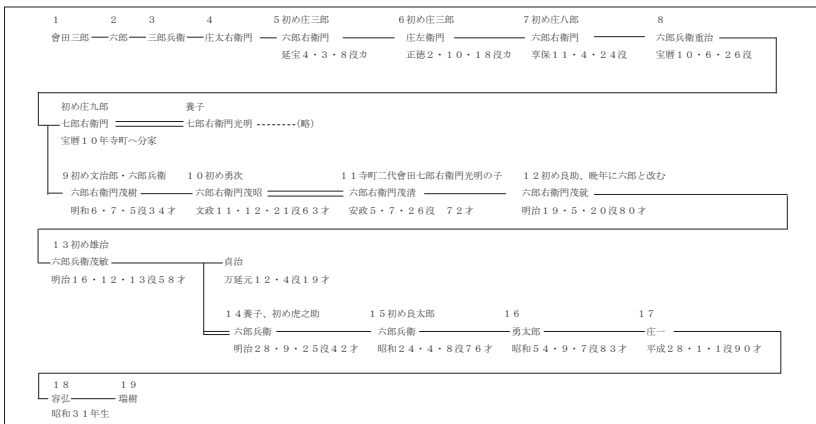 1 2 3 4 5初め庄三郎 6初め庄三郎 7初め庄八郎 8
會田三郎 六郎 三郎兵衛 庄太右衛門 六郎右衛門 庄左衛門 六郎右衛門 六郎兵衛重治
延宝4・3・8没カ 正徳2・10・18没カ 享保11・4・24没 宝暦10・6・26没
初め庄九郎 養子
七郎右衛門 七郎右衛門光明 --------(略)
宝暦10年寺町へ分家
9初め文治郎・六郎兵衛 10初め勇次 11寺町二代會田七郎右衛門光明の子 12初め良助、晩年に六郎と改む
六郎右衛門茂樹 六郎右衛門茂昭 六郎右衛門茂清 六郎右衛門茂就
明和6・7・5没34才 文政11・12・21没63才 安政5・7・26没 72才 明治19・5・20没80才
13初め雄治
六郎兵衛茂敏 貞治
明治16・12・13没58才 万延元12・4没19才
14養子、初め虎之助 15初め良太郎 16 17
六郎兵衛 六郎兵衛 勇太郎 庄一
明治28・9・25没42才 昭和24・4・8没76才 昭和54・9・7没83才 平成28・1・1没90才
18 19
容弘 瑞樹
昭和31年生